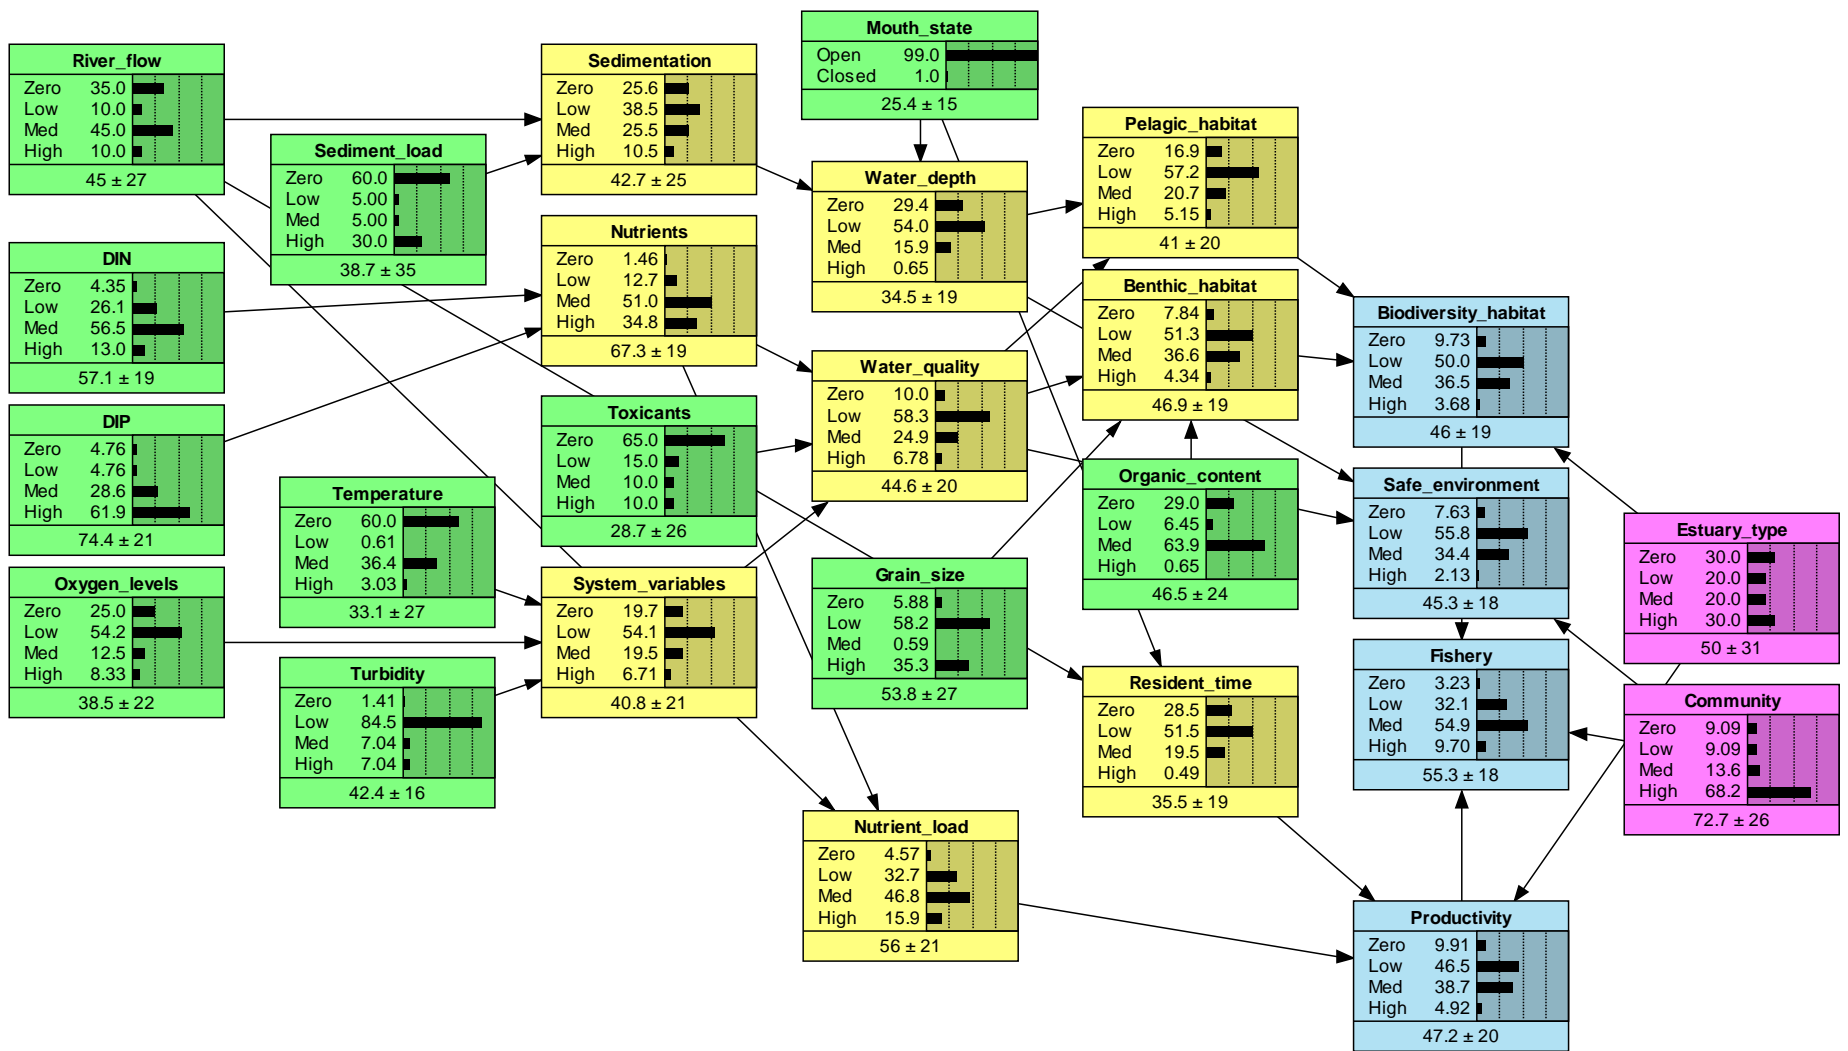 River_flow
Zero 35.0
Low 10.0
Med 45.0
High 10.0
45 ± 27
DIN
Zero 4.35
Low 26.1
Med 56.5
High 13.0
57.1 ± 19
DIP
Zero 4.76
Low 4.76
Med 28.6
High 61.9
74.4 ± 21
Oxygen_levels
Zero 25.0
Low 54.2
Med 12.5
High 8.33
38.5 ± 22
Sediment_load
Zero 60.0
Low 5.00
Med 5.00
High 30.0
38.7 ± 35
Temperature
Zero 60.0
Low 0.61
Med 36.4
High 3.03
33.1 ± 27
Turbidity
Zero 1.41
Low 84.5
Med 7.04
High 7.04
42.4 ± 16
Sedimentation
Zero 25.6
Low 38.5
Med 25.5
High 10.5
42.7 ± 25
Nutrients
Zero 1.46
Low 12.7
Med 51.0
High 34.8
67.3 ± 19
Toxicants
Zero 65.0
Low 15.0
Med 10.0
High 10.0
28.7 ± 26
System_variables
Zero 19.7
Low 54.1
Med 19.5
High 6.71
40.8 ± 21
Mouth_state
Open 99.0
Closed 1.0
25.4 ± 15
Water_depth
Zero 29.4
Low 54.0
Med 15.9
High 0.65
34.5 ± 19
Water_quality
Zero 10.0
Low 58.3
Med 24.9
High 6.78
44.6 ± 20
Grain_size
Zero 5.88
Low 58.2
Med 0.59
High 35.3
53.8 ± 27
Nutrient_load
Zero 4.57
Low 32.7
Med 46.8
High 15.9
56 ± 21
Pelagic_habitat
Zero 16.9
Low 57.2
Med 20.7
High 5.15
41 ± 20
Benthic_habitat
Zero 7.84
Low 51.3
Med 36.6
High 4.34
46.9 ± 19
Organic_content
Zero 29.0
Low 6.45
Med 63.9
High 0.65
46.5 ± 24
Resident_time
Zero 28.5
Low 51.5
Med 19.5
High 0.49
35.5 ± 19
Biodiversity_habitat
Zero 9.73
Low 50.0
Med 36.5
High 3.68
46 ± 19
Safe_environment
Zero 7.63
Low 55.8
Med 34.4
High 2.13
45.3 ± 18
Fishery
Zero 3.23
Low 32.1
Med 54.9
High 9.70
55.3 ± 18
Productivity
Zero 9.91
Low 46.5
Med 38.7
High 4.92
47.2 ± 20
Estuary_type
Zero 30.0
Low 20.0
Med 20.0
High 30.0
50 ± 31
Community
Zero 9.09
Low 9.09
Med 13.6
High 68.2
72.7 ± 26